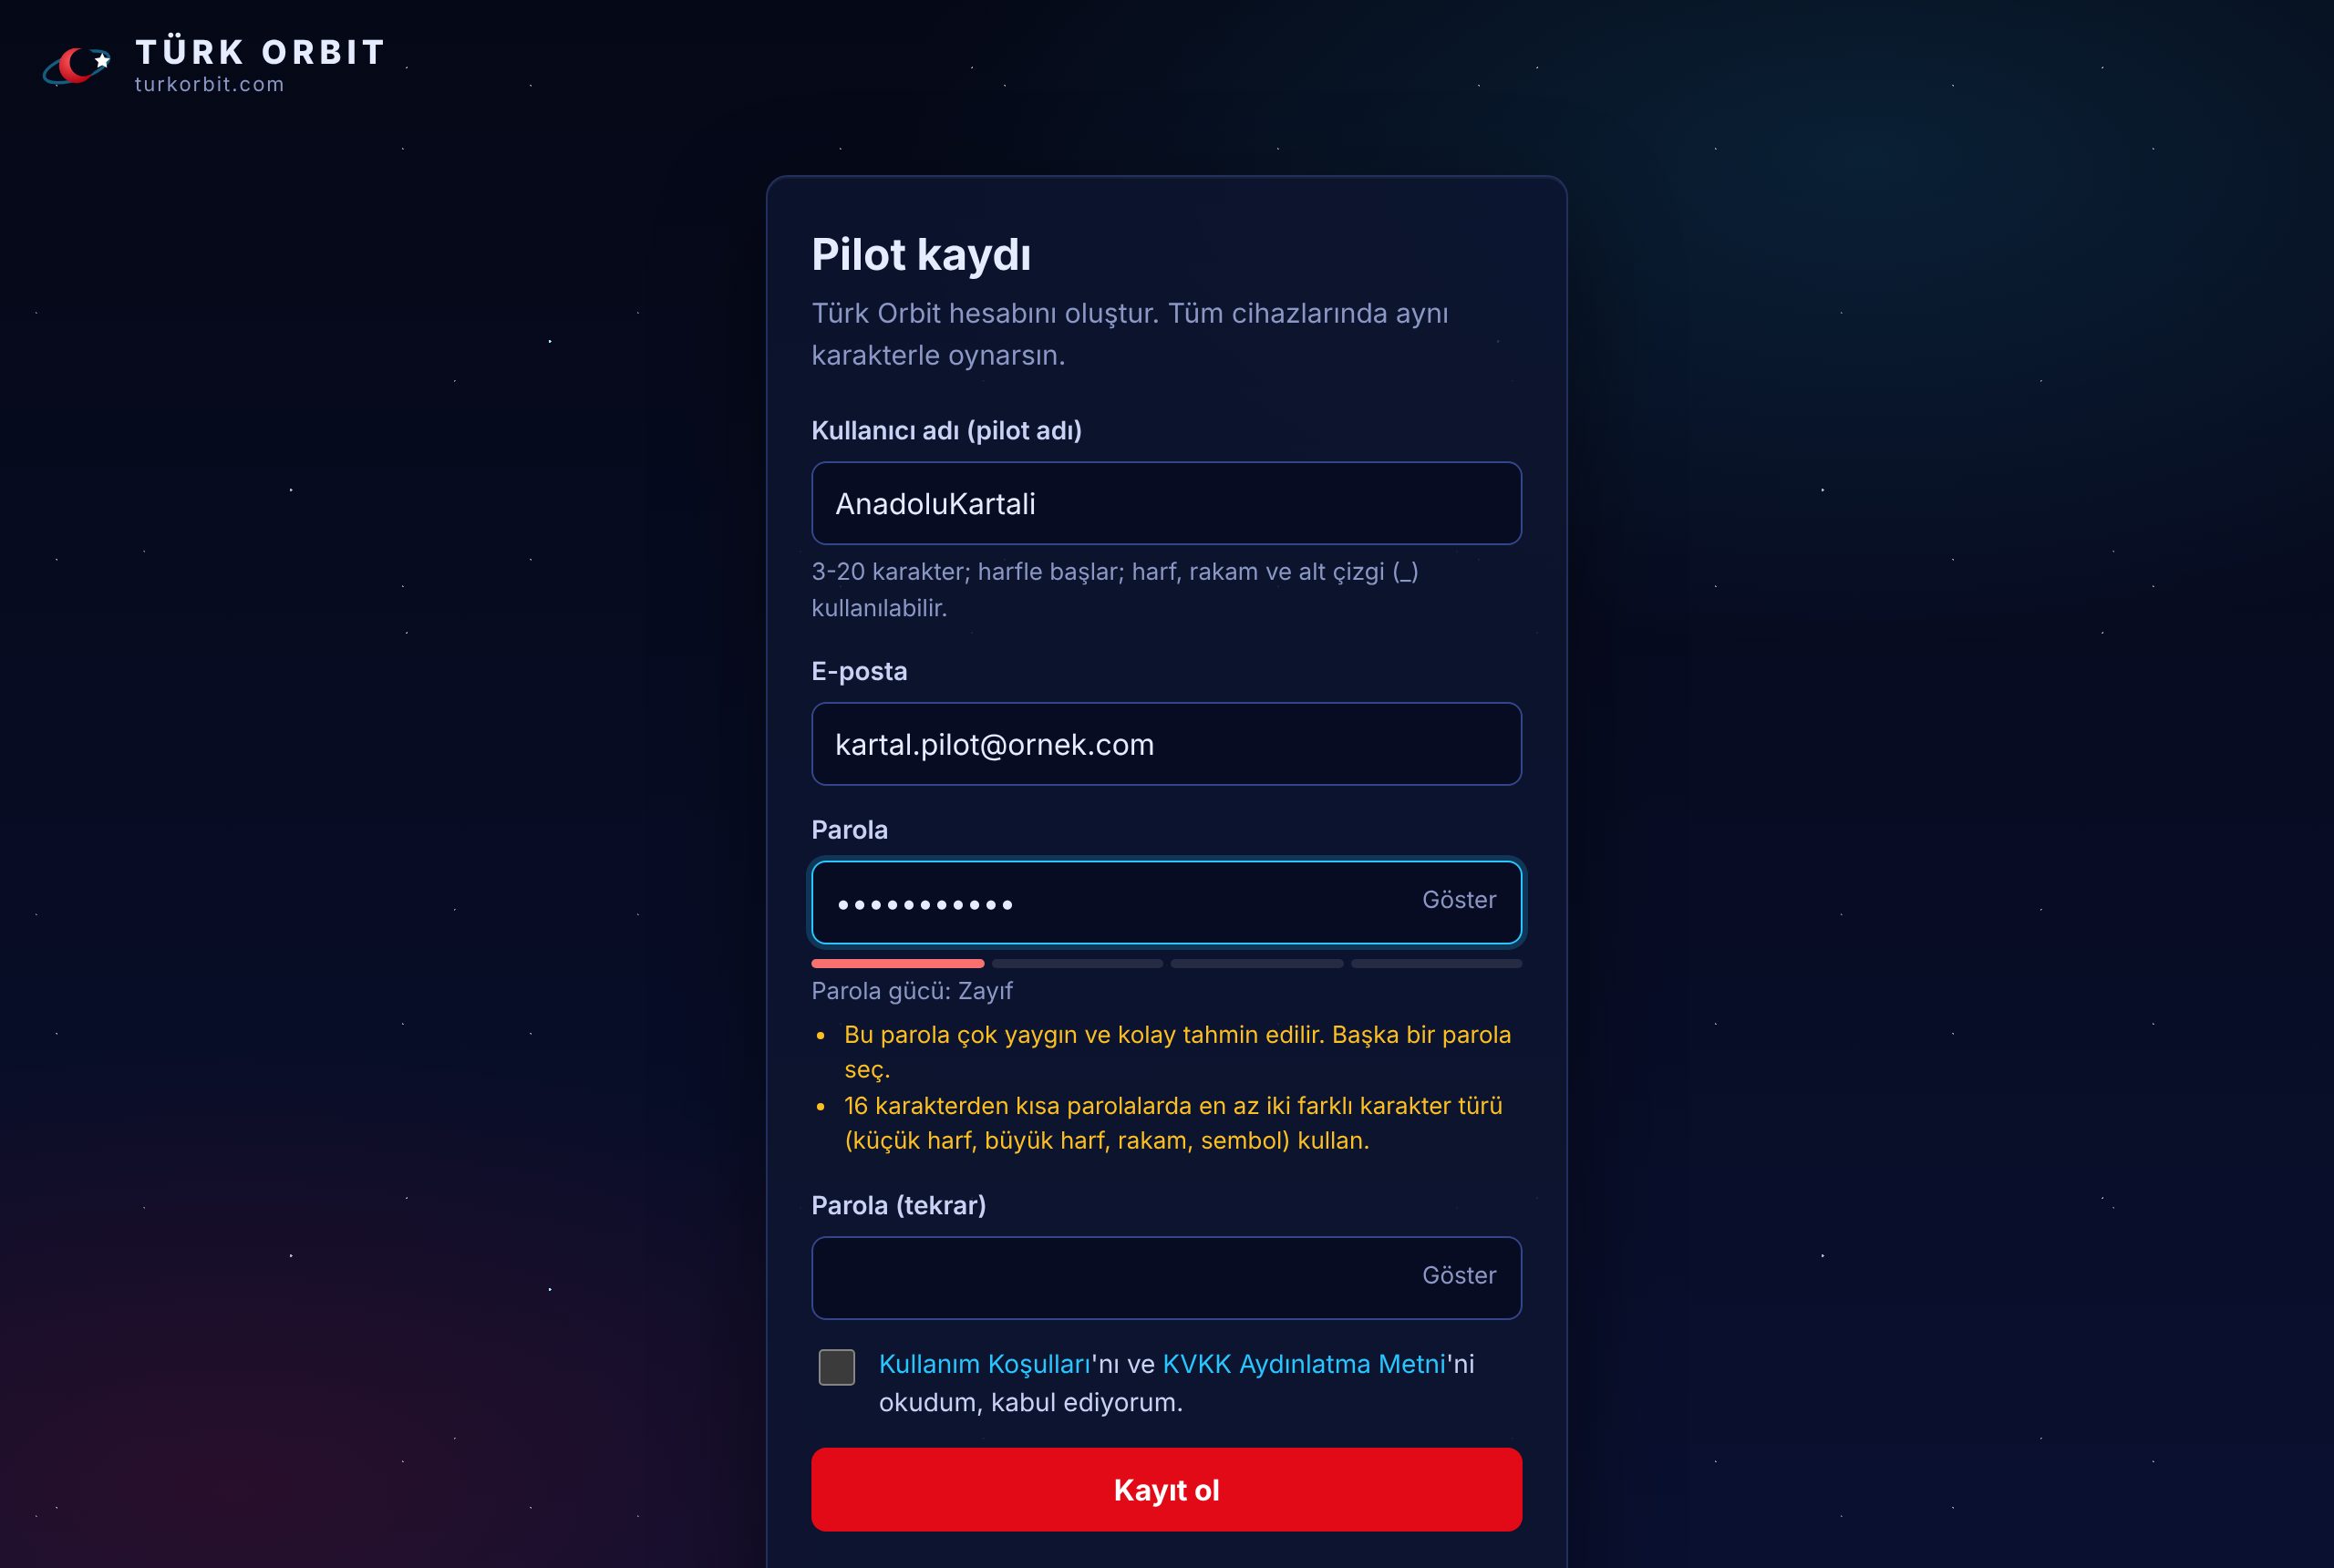 TÜRK ORBIT
turkorbit.com
Pilot kaydı
Türk Orbit hesabını oluştur. Tüm cihazlarında aynı
karakterle oynarsın.
Kullanıcı adı (pilot adı)
AnadoluKartali
3-20 karakter; harfle başlar; harf, rakam ve alt çizgi (_)
kullanılabilir.
E-posta
kartal.pilot@ornek.com
Parola
••••••••••• Göster
Parola gücü: Zayıf
• Bu parola çok yaygın ve kolay tahmin edilir. Başka bir parola
seç.
• 16 karakterden kısa parolalarda en az iki farklı karakter türü
(küçük harf, büyük harf, rakam, sembol) kullan.
Parola (tekrar)
Göster
Kullanım Koşulları'nı ve KVKK Aydınlatma Metni'ni
okudum, kabul ediyorum.
Kayıt ol